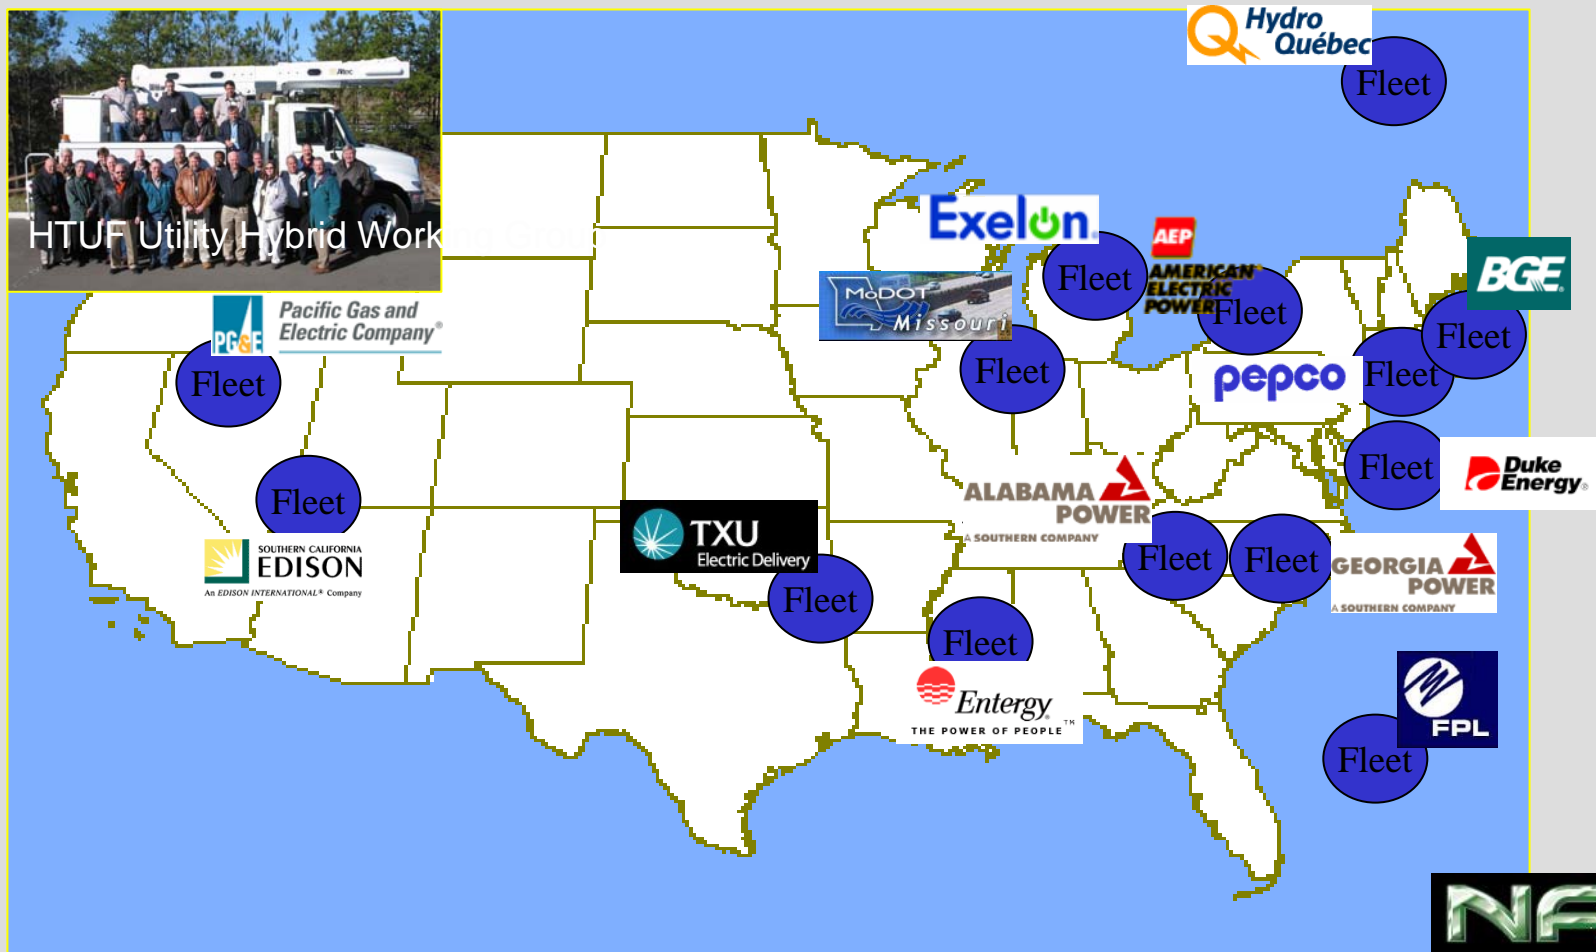 Hydro
Québec
Fleet
HTUF Utility Hybrid Working Group
Exelon
Fleet
AEP
AMERICAN
ELECTRIC
POWER
Fleet
BGE
Fleet
MoDOT
Missouri
Fleet
PG&E
Pacific Gas and
Electric Company®
Fleet
pepco
Fleet
Fleet
Duke
Energy®
Fleet
SOUTHERN CALIFORNIA
EDISON
An EDISON INTERNATIONAL® Company
TXU
Electric Delivery
Fleet
ALABAMA
POWER
A SOUTHERN COMPANY
Fleet
Fleet
GEORGIA
POWER
A SOUTHERN COMPANY
Fleet
Entergy
THE POWER OF PEOPLE™
FPL
Fleet